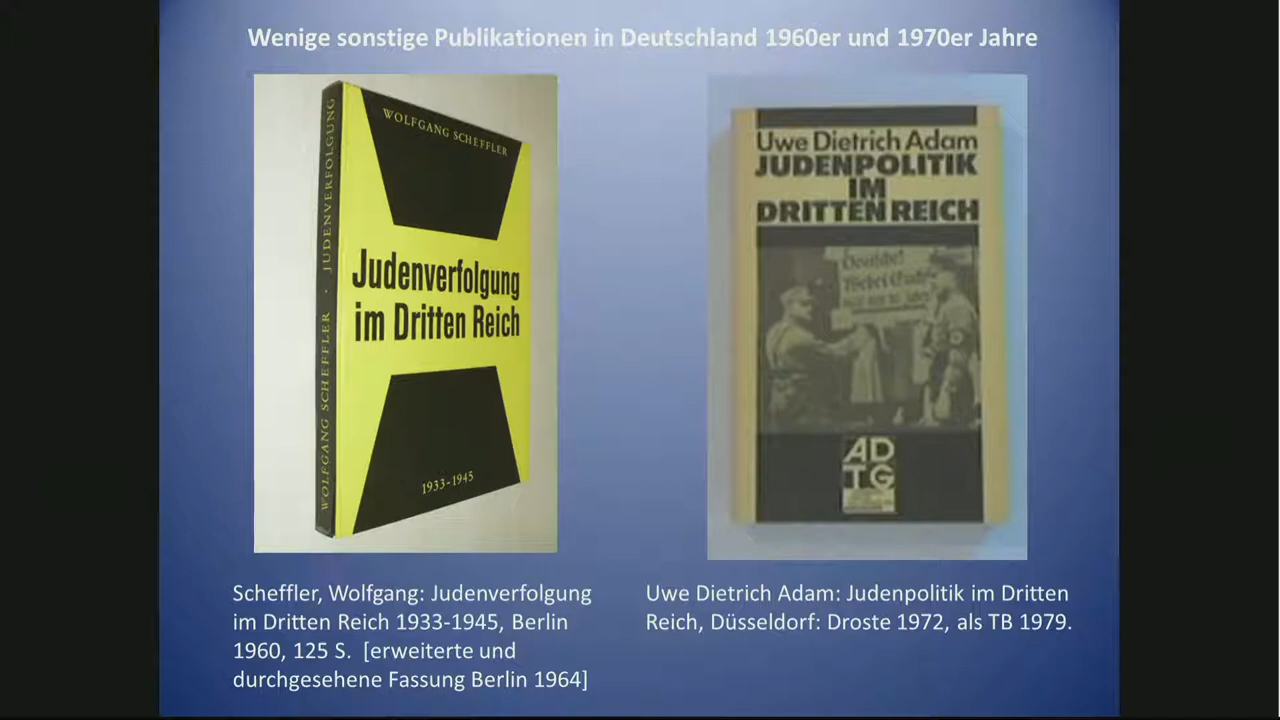 Wenige sonstige Publikationen in Deutschland 1960er und 1970er Jahre
WOLFGANG SCHEFFLER · JUDENVERFOLGUNG
WOLFGANG SCHEFFLER
Judenverfolgung
im Dritten Reich
1933-1945
Uwe Dietrich Adam
JUDENPOLITIK
IM
DRITTEN REICH
Deutsche!
AD
TG
Scheffler, Wolfgang: Judenverfolgung
im Dritten Reich 1933-1945, Berlin
1960, 125 S. [erweiterte und
durchgesehene Fassung Berlin 1964]
Uwe Dietrich Adam: Judenpolitik im Dritten
Reich, Düsseldorf: Droste 1972, als TB 1979.